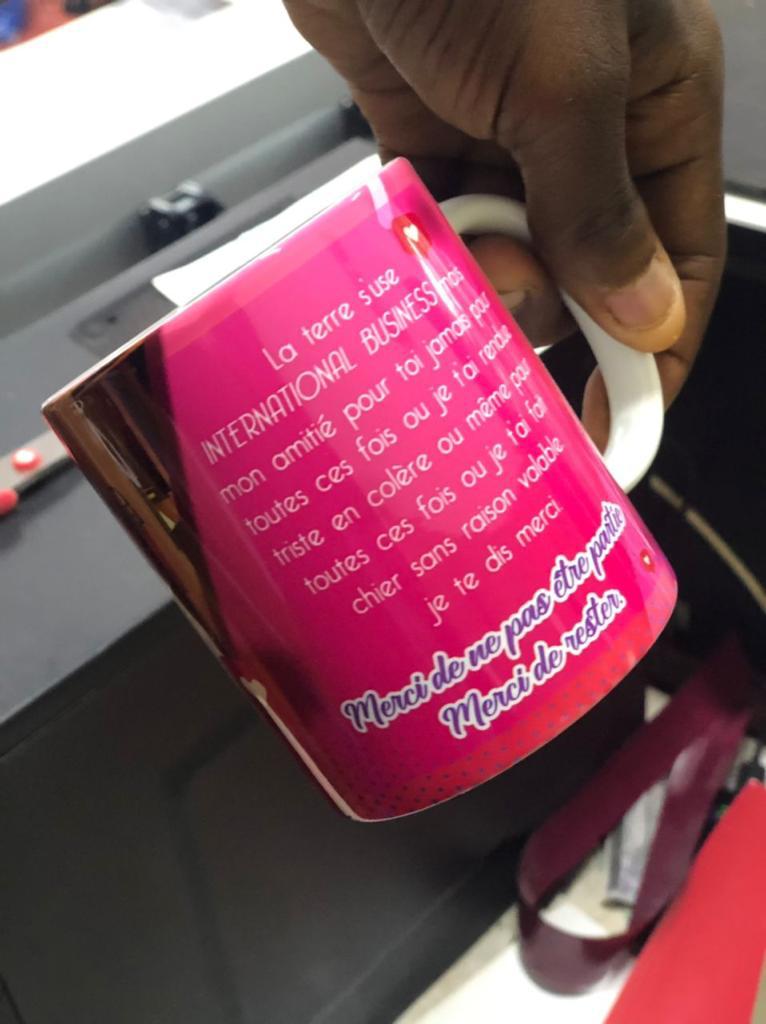 La terre s'use
INTERNATIONAL BUSINESS mais
mon amitié pour toi jamais pour
toutes ces fois ou je t'ai rendue
triste en colère ou même pour
toutes ces fois ou je t'ai fait
chier sans raison valable
je te dis merci.
Merci de ne pas être partie
Merci de rester.